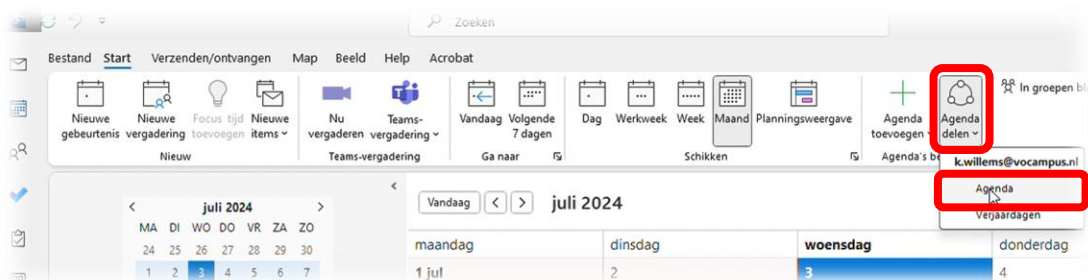 Zoeken
Bestand Start Verzenden/ontvangen Map Beeld Help Acrobat
Nieuwe gebeurtenis
Nieuwe vergadering
Focus tijd toevoegen
Nieuwe items
Nieuw
Nu vergaderen
Teams-vergadering
Teams-vergadering
Vandaag
Volgende 7 dagen
Ga naar
Dag
Werkweek
Week
Maand
Planningsweergave
Schikken
Agenda toevoegen
Agenda delen
Agenda's be
In groepen bl
k.willems@vocampus.nl
Agenda
Verjaardagen
juli 2024
MA DI WO DO VR ZA ZO
24 25 26 27 28 29 30
1 2 3 4 5 6 7
Vandaag
juli 2024
maandag dinsdag woensdag donderdag
1 jul 2 3 4